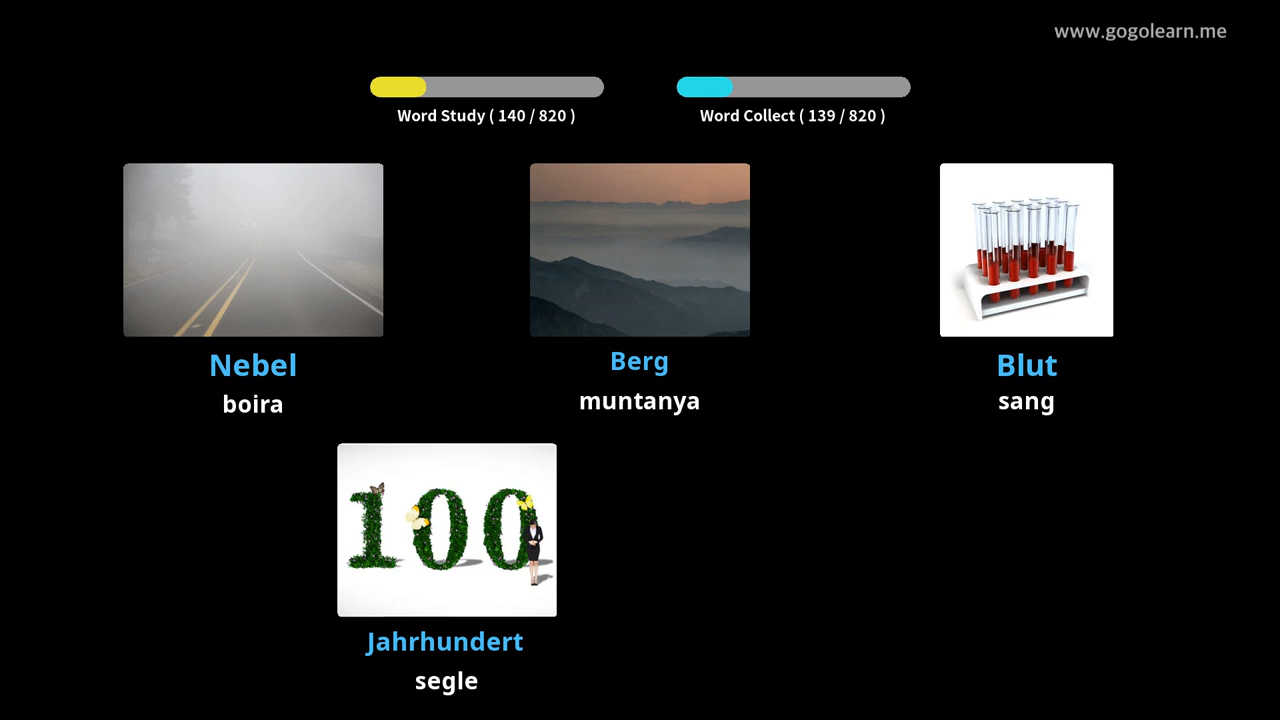 www.gogolearn.me
Word Study ( 140 / 820 )
Word Collect ( 139 / 820 )
Nebel
boira
Berg
muntanya
Blut
sang
100
Jahrhundert
segle